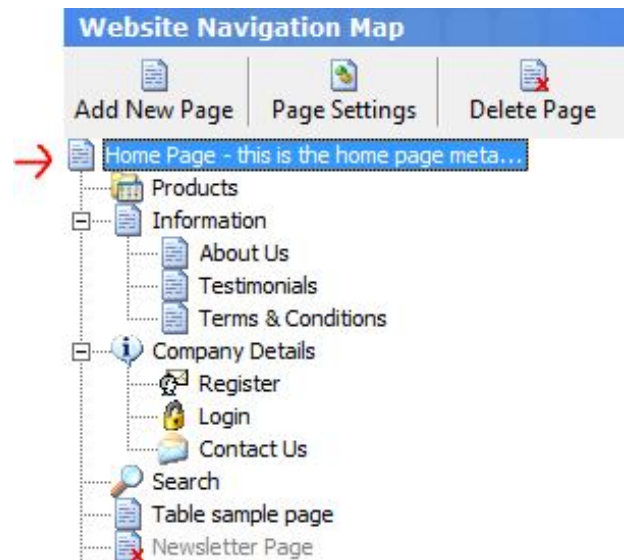 Website Navigation Map
Add New Page Page Settings Delete Page
Home Page - this is the home page meta...
Products
Information
About Us
Testimonials
Terms & Conditions
Company Details
Register
Login
Contact Us
Search
Table sample page
Newsletter Page